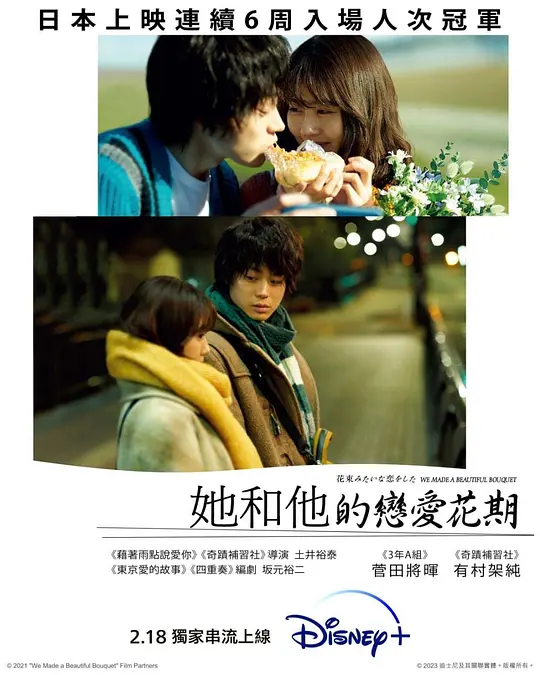 日本上映連續6周入場人次冠軍
花束みたいな恋をした WE MADE A BEAUTIFUL BOUQUET
她和他的戀愛花期
《藉著雨點說愛你》《奇蹟補習社》導演 土井裕泰
《東京愛的故事》《四重奏》編劇 坂元裕二
《3年A組》 《奇蹟補習社》
菅田將暉 有村架純
2.18 獨家串流上線
Disney+
© 2021 "We Made a Beautiful Bouquet" Film Partners
© 2023 迪士尼及其關聯實體。版權所有。